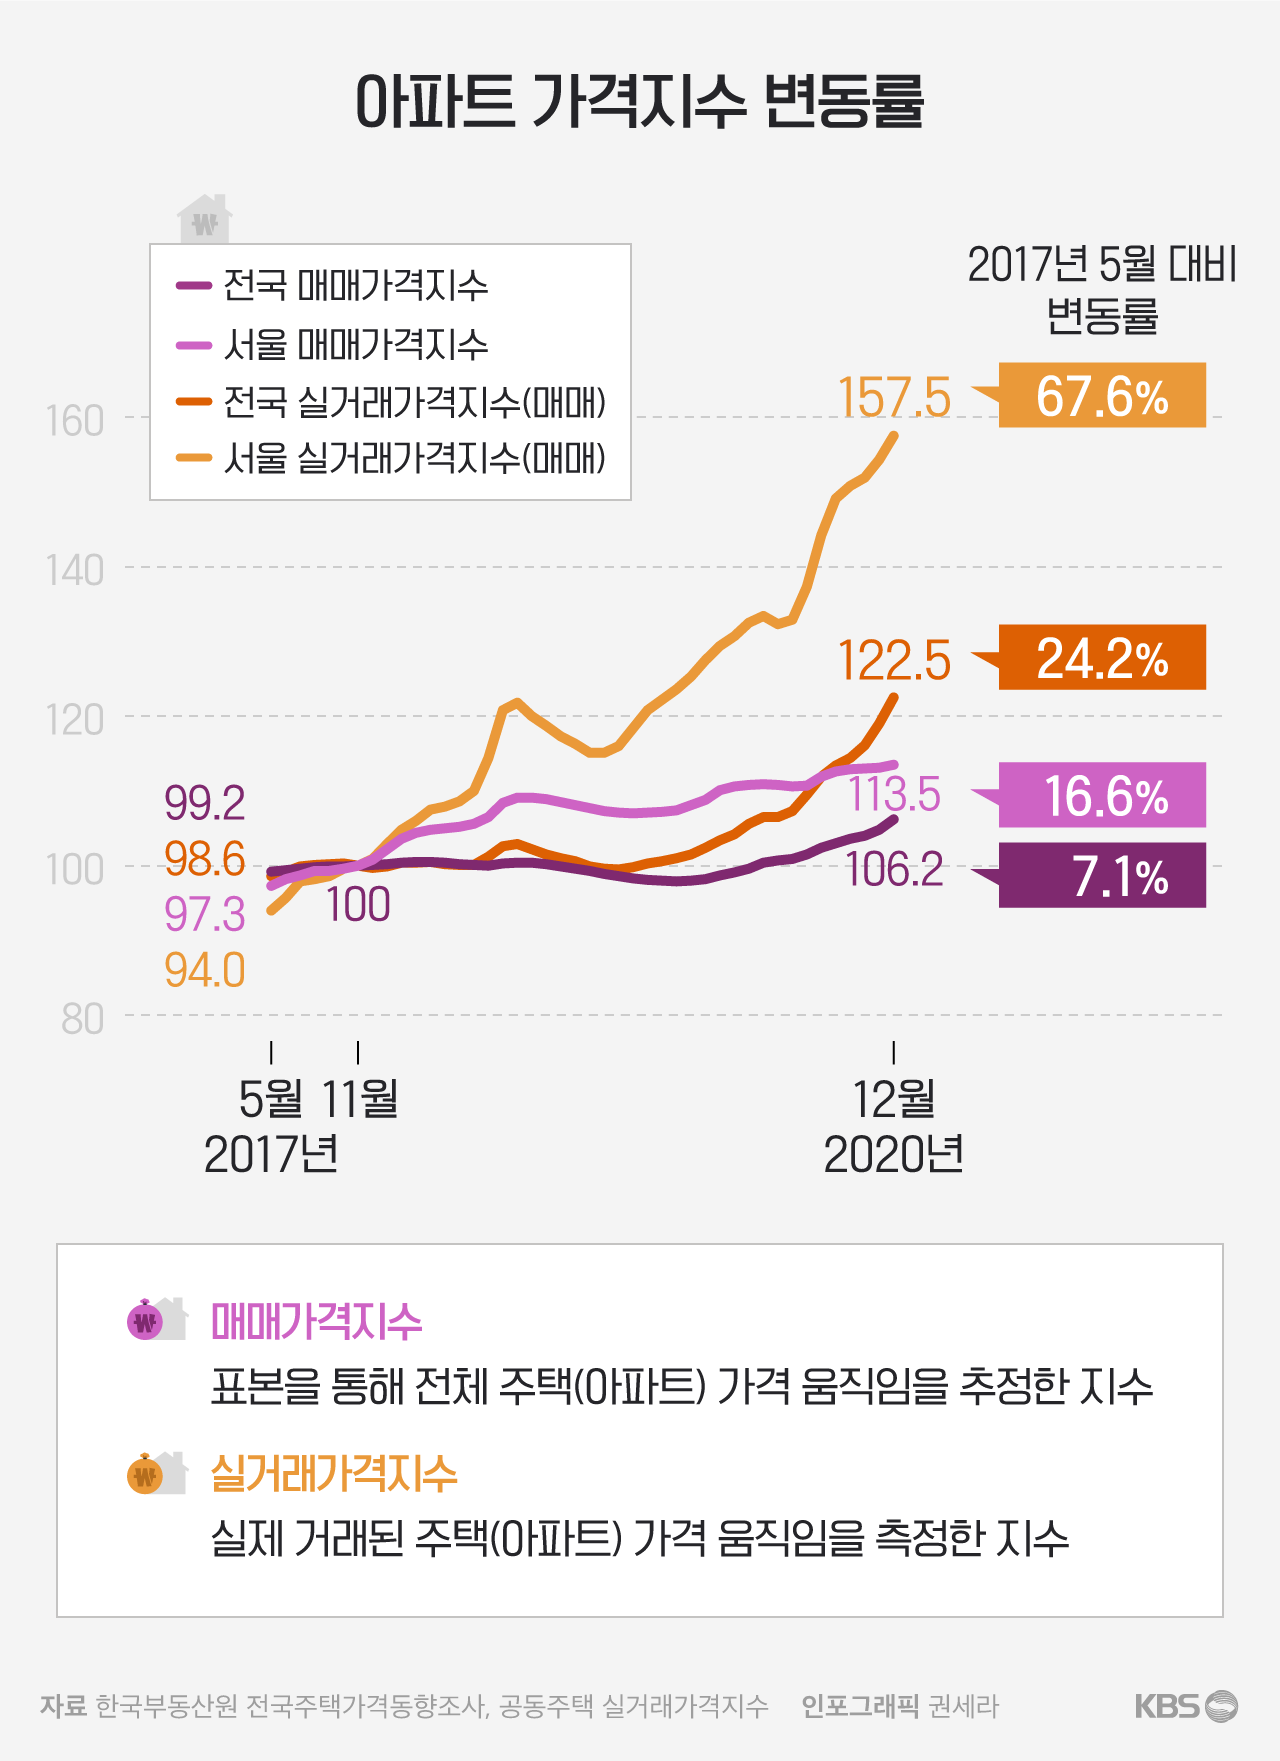 아파트 가격지수 변동률
전국 매매가격지수
서울 매매가격지수
전국 실거래가격지수(매매)
서울 실거래가격지수(매매)
2017년 5월 대비
변동률
160
140
120
100
80
157.5
67.6%
122.5
24.2%
113.5
16.6%
106.2
7.1%
99.2
98.6
97.3
94.0
100
5월 11월
2017년
12월
2020년
매매가격지수
표본을 통해 전체 주택(아파트) 가격 움직임을 추정한 지수
실거래가격지수
실제 거래된 주택(아파트) 가격 움직임을 측정한 지수
자료 한국부동산원 전국주택가격동향조사, 공동주택 실거래가격지수 인포그래픽 권세라
KBS